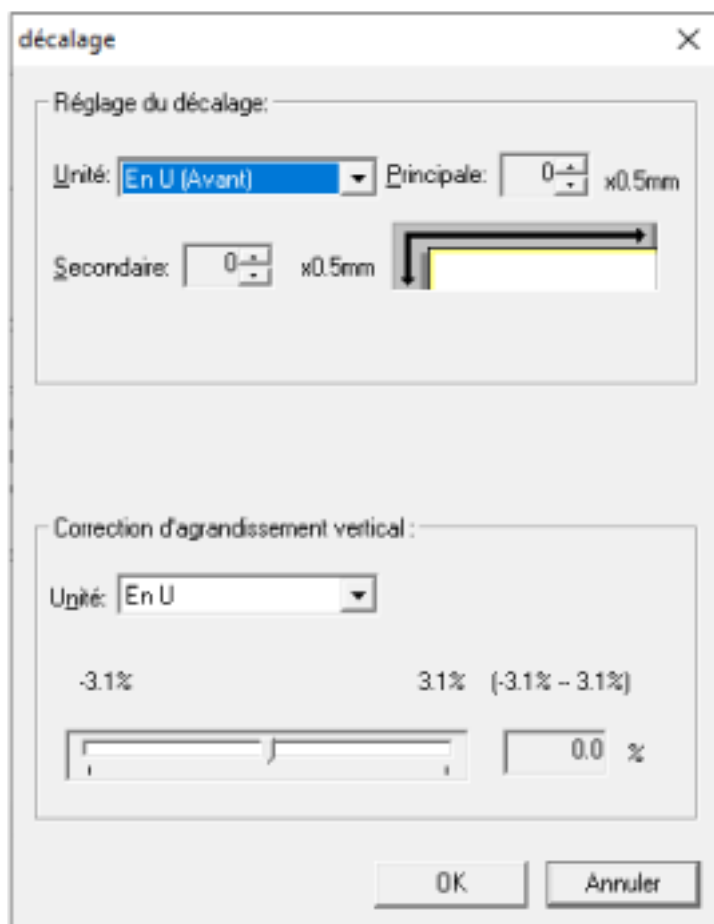 décalage
Réglage du décalage:
Unité: En U (Avant) Principale: 0 x0.5mm
Secondaire: 0 x0.5mm
Correction d'agrandissement vertical :
Unité: En U
-3.1% 3.1% (-3.1% -- 3.1%)
0.0 %
OK Annuler